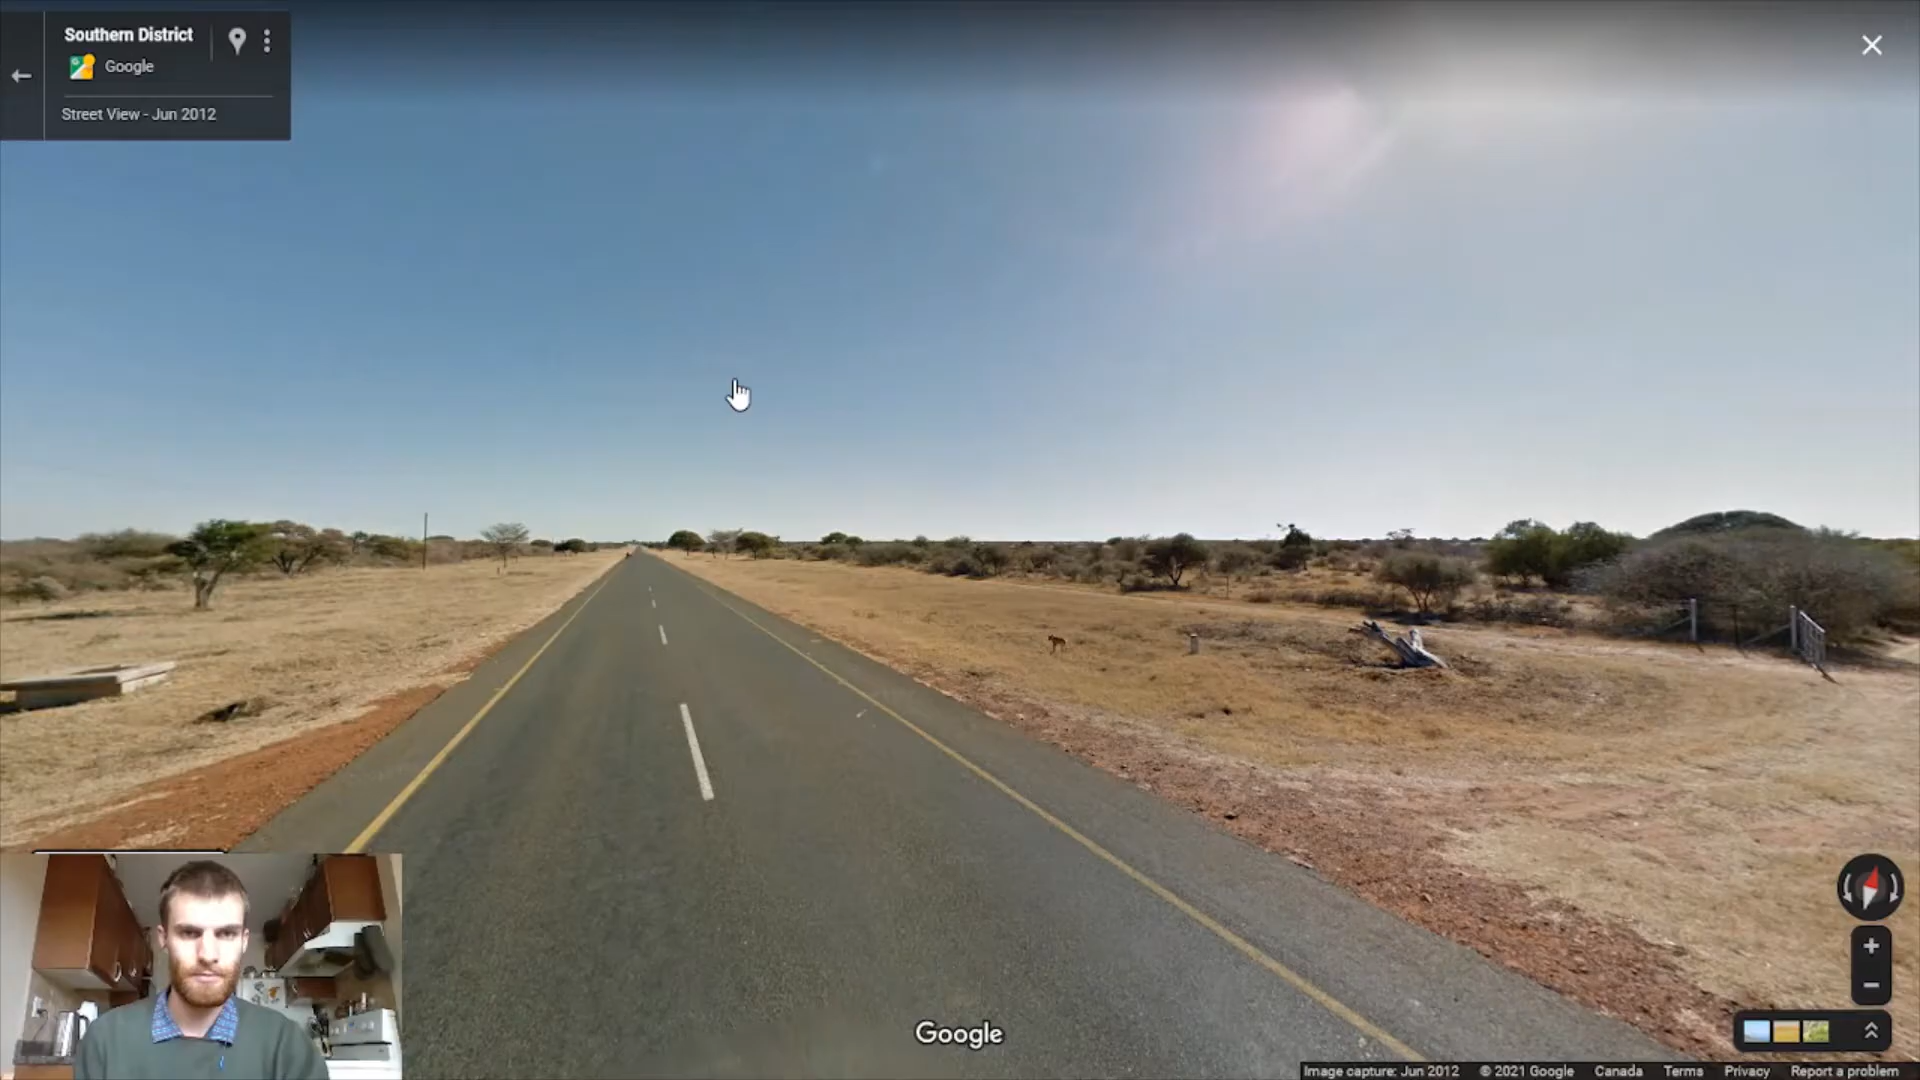 Southern District
Google
Street View - Jun 2012
Google
Image capture: Jun 2012 © 2021 Google Canada Terms Privacy Report a problem